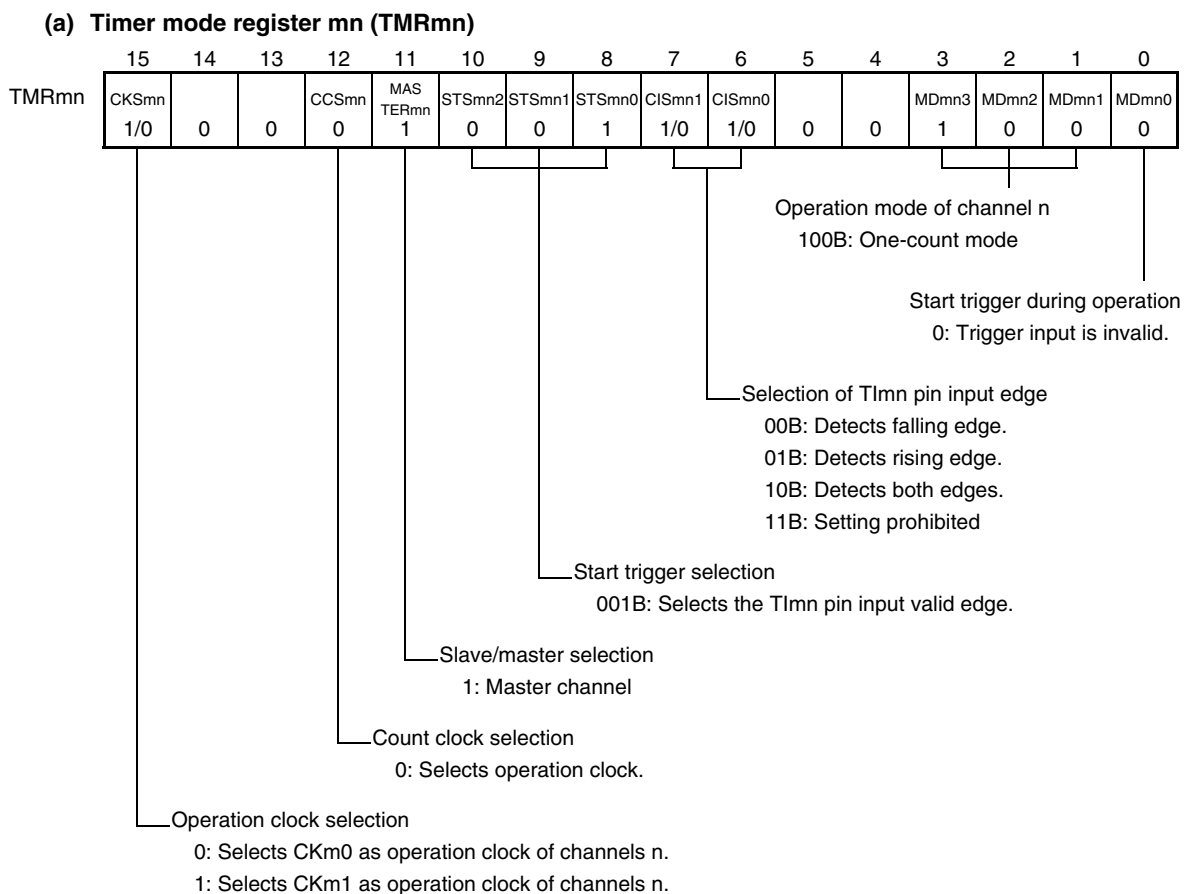 (a) Timer mode register mn (TMRmn)
15 14 13 12 11 10 9 8 7 6 5 4 3 2 1 0
TMRmn CKSmn CCSmn MAS TERmn STSmn2 STSmn1 STSmn0 CISmn1 CISmn0 MDmn3 MDmn2 MDmn1 MDmn0
1/0 0 0 0 1 0 0 1 1/0 1/0 0 0 1 0 0 0
Operation mode of channel n
100B: One-count mode
Start trigger during operation
0: Trigger input is invalid.
Selection of TImn pin input edge
00B: Detects falling edge.
01B: Detects rising edge.
10B: Detects both edges.
11B: Setting prohibited
Start trigger selection
001B: Selects the TImn pin input valid edge.
Slave/master selection
1: Master channel
Count clock selection
0: Selects operation clock.
Operation clock selection
0: Selects CKm0 as operation clock of channels n.
1: Selects CKm1 as operation clock of channels n.